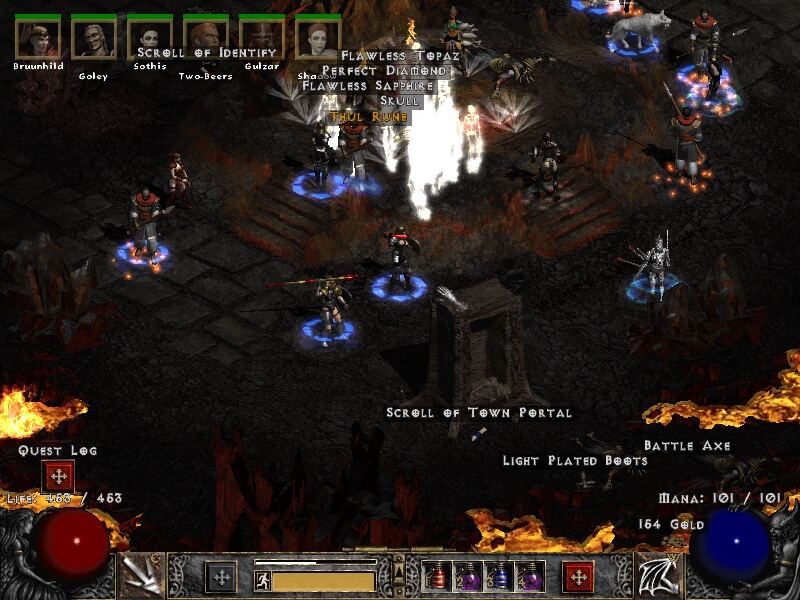 Scroll of Identify
Flawless Topaz
Bruunhild
Sothis
Gulzar
Perfect Diamond
Goley
Two-Beers
Flawless Sapphire
Skull
Thul Rune
Scroll of Town Portal
Battle Axe
Quest Log
Light Plated Boots
Life: 463 / 463
Mana: 101 / 101
154 Gold